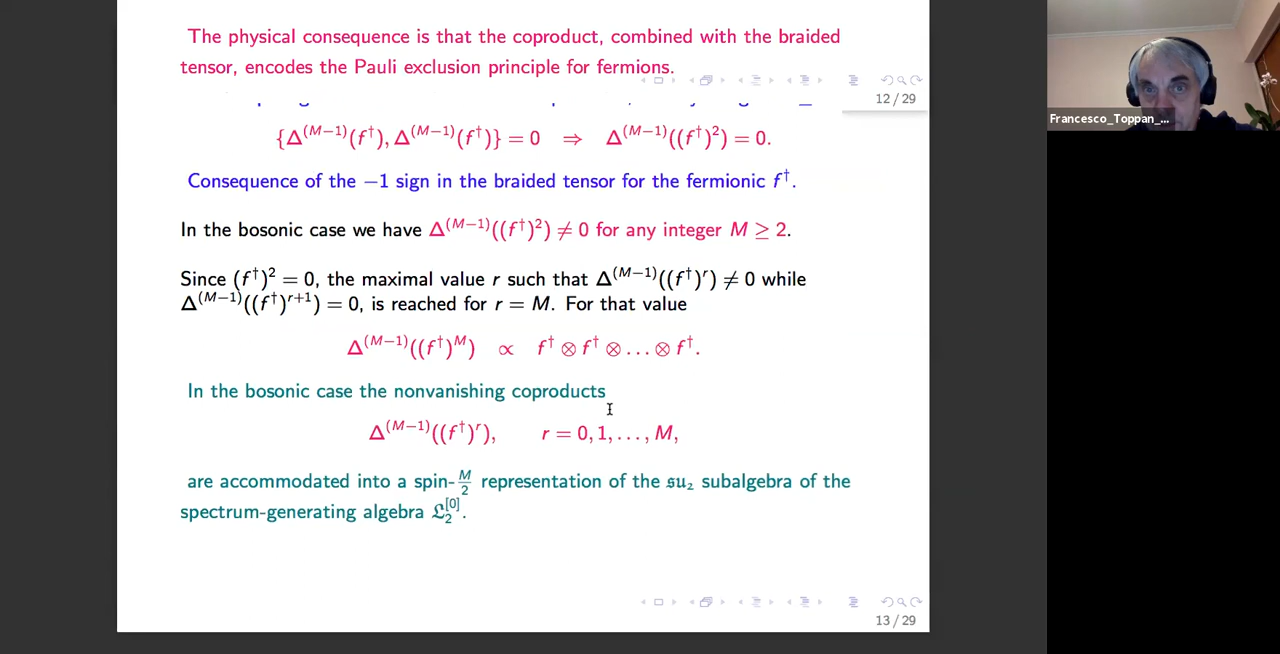 The physical consequence is that the coproduct, combined with the braided
tensor, encodes the Pauli exclusion principle for fermions.
12 / 29
{Δ^(M−1)(f†), Δ^(M−1)(f†)} = 0 ⇒ Δ^(M−1)((f†)²) = 0.
Consequence of the −1 sign in the braided tensor for the fermionic f†.
In the bosonic case we have Δ^(M−1)((f†)²) ≠ 0 for any integer M ≥ 2.
Since (f†)² = 0, the maximal value r such that Δ^(M−1)((f†)^r) ≠ 0 while
Δ^(M−1)((f†)^(r+1)) = 0, is reached for r = M. For that value
Δ^(M−1)((f†)^M) ∝ f† ⊗ f† ⊗ … ⊗ f†.
In the bosonic case the nonvanishing coproducts
Δ^(M−1)((f†)^r), r = 0, 1, …, M,
are accommodated into a spin-M/2 representation of the 𝔰𝔲₂ subalgebra of the
spectrum-generating algebra 𝔏₂^[0].
13 / 29
Francesco_Toppan_...